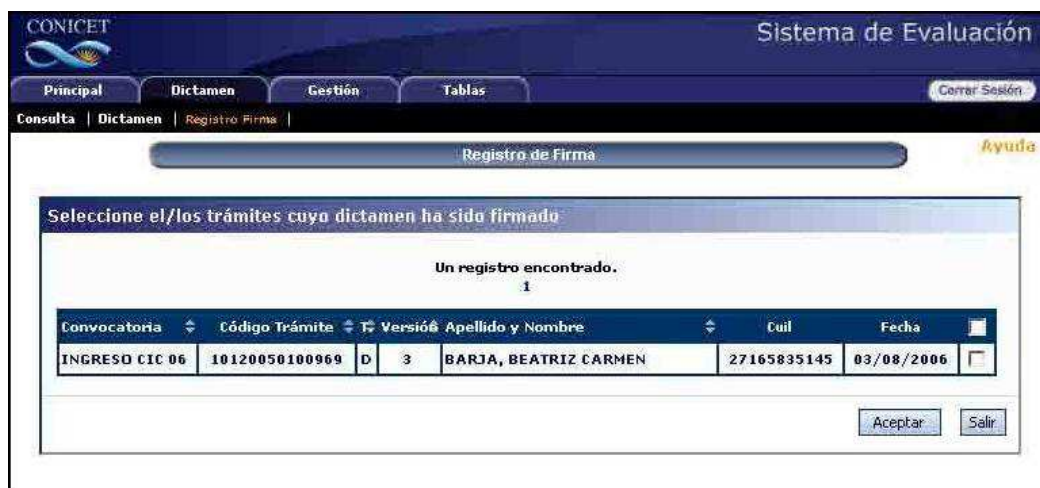 CONICET
Sistema de Evaluación
Principal Dictamen Gestión Tablas Cerrar Sesión
Consulta | Dictamen | Registro Firma |
Registro de Firma Ayuda
Seleccione el/los trámites cuyo dictamen ha sido firmado
Un registro encontrado.
1
Convocatoria Código Trámite T Versió Apellido y Nombre Cuil Fecha
INGRESO CIC 06 10120050100969 D 3 BARJA, BEATRIZ CARMEN 27165835145 03/08/2006
Aceptar Salir